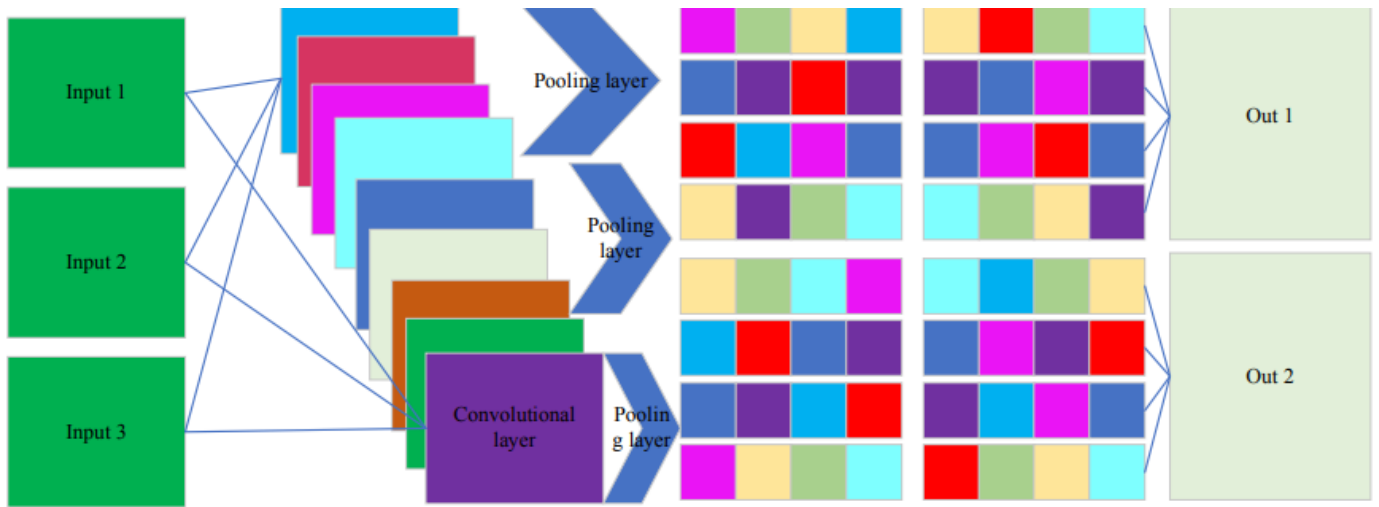 Input 1
Input 2
Input 3
Convolutional
layer
Pooling layer
Pooling
layer
Poolin
g layer
Out 1
Out 2